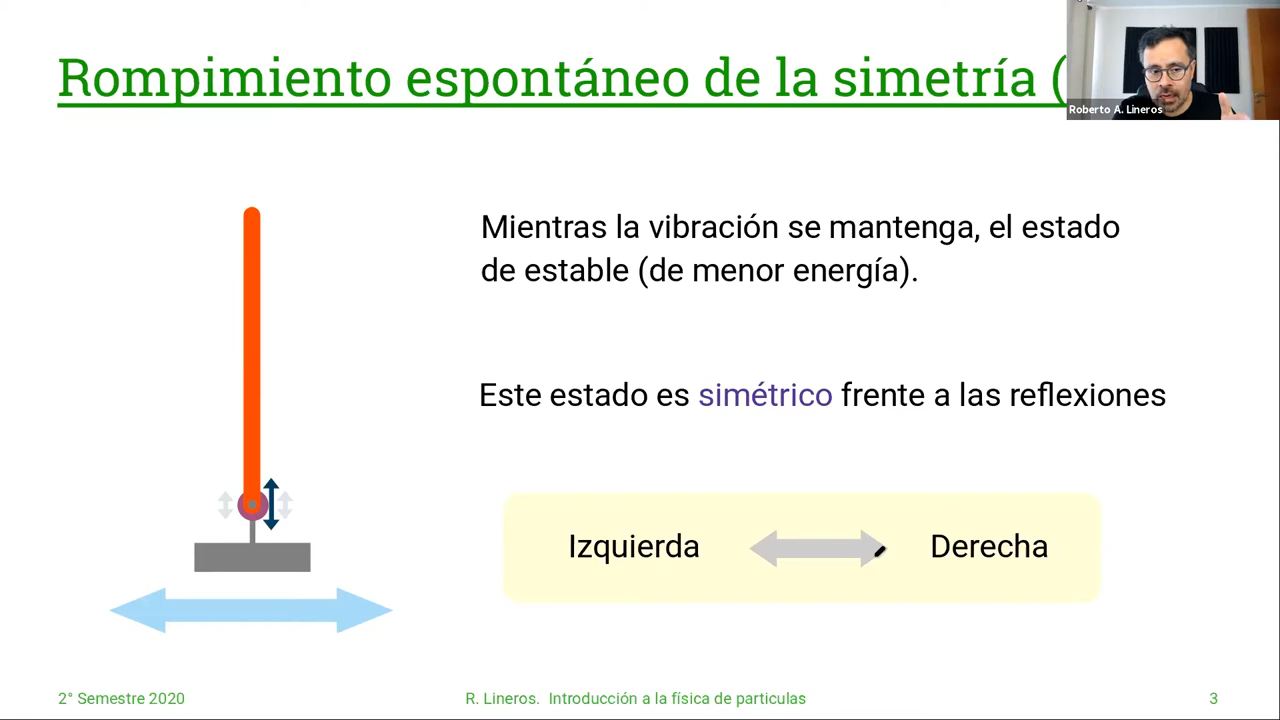 Rompimiento espontáneo de la simetría (
Roberto A. Lineros
Mientras la vibración se mantenga, el estado
de estable (de menor energía).
Este estado es simétrico frente a las reflexiones
Izquierda
Derecha
2° Semestre 2020
R. Lineros. Introducción a la física de particulas
3